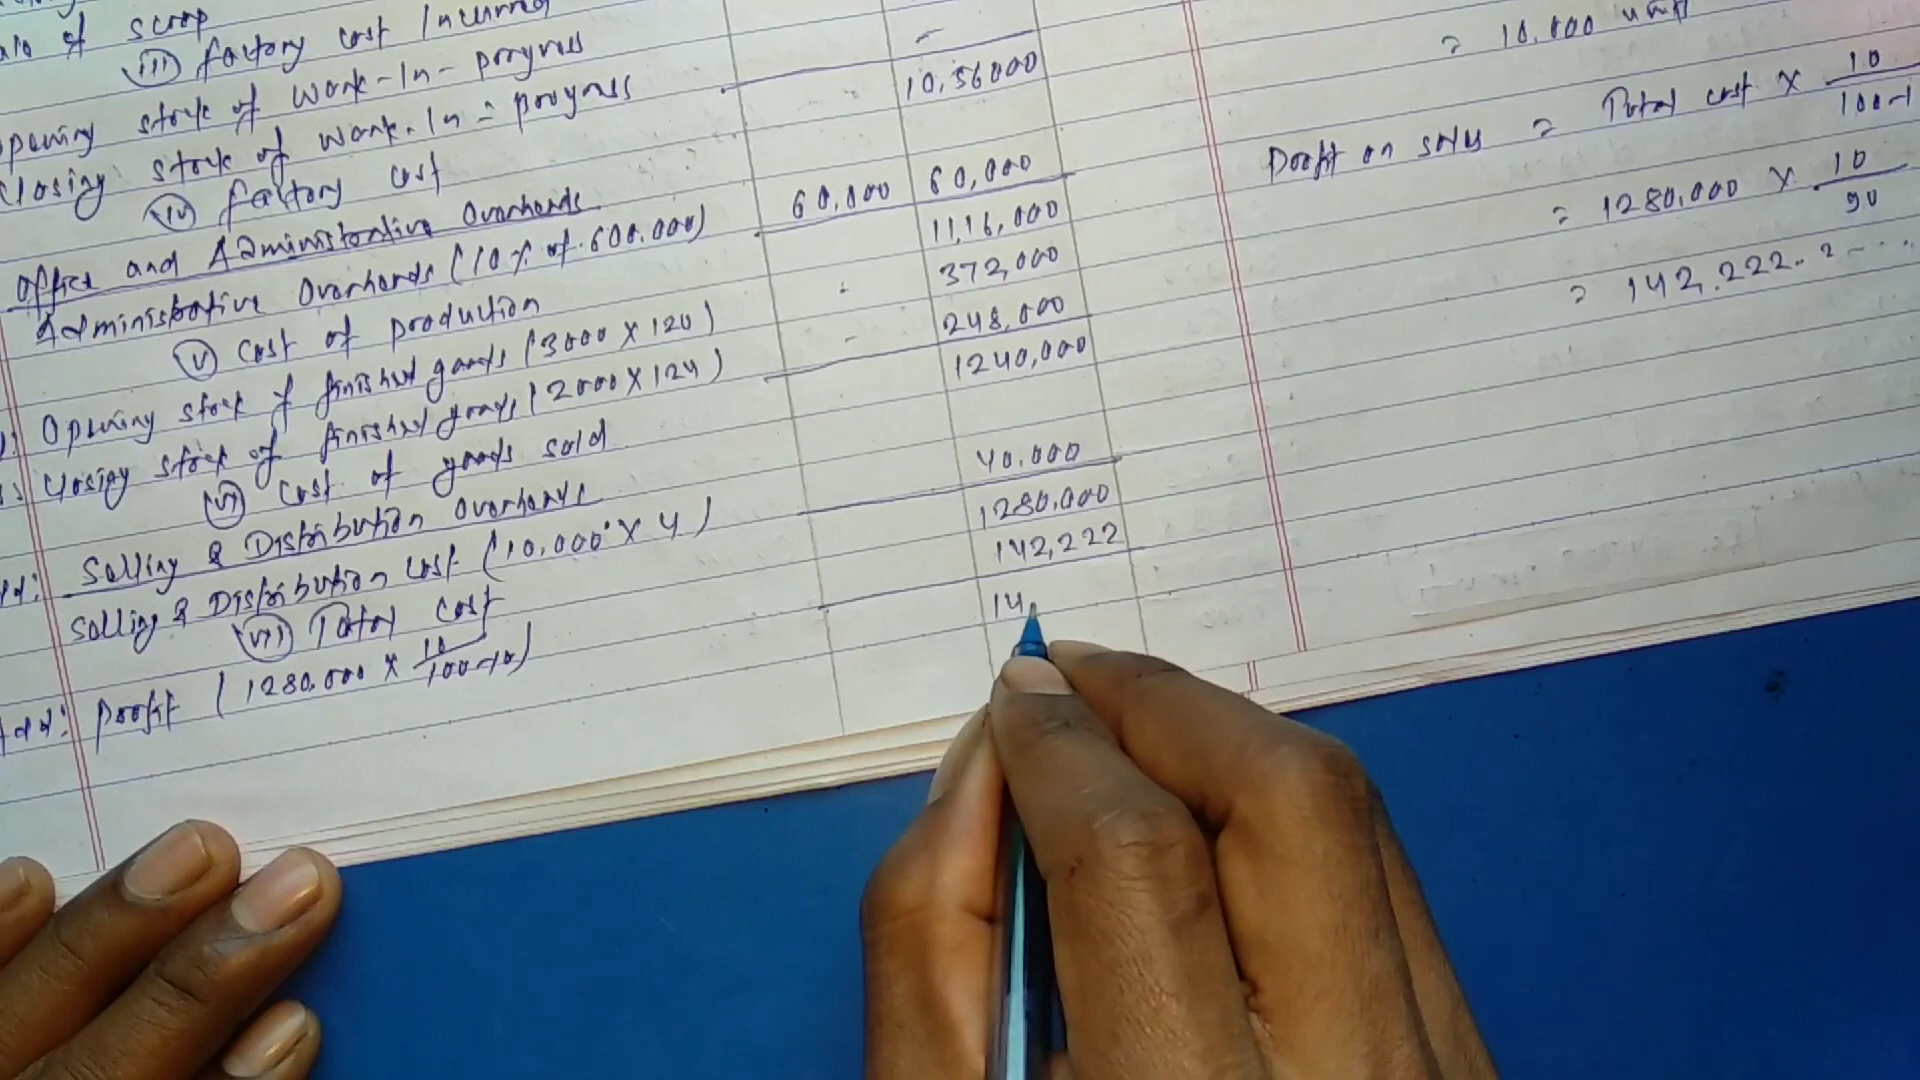 of scrap
(iii) factory cost Incurred -
opening stock of work-In-progress 10,56000
Closing stock of work-In-progress
(iv) factory cost
Office and Administrative Overheads
Administrative Overheads (10% of 600.000) 60,000 60,000
(v) Cost of production 11,16,000
Opening stock of finished goods (3000 X 120) - 372,000
Closing stock of finished goods (2000 X 124) - 248,000
(vi) Cost of goods sold 1240,000
Selling & Distribution Overheads
Selling & Distribution cost (10,000 X 4) 40.000
(vii) Total cost 1280,000
Add: profit (1280,000 X 10/100-10) 142,222
14
= 10,000 units
Profit on sales = Total cost X 10/100-1
= 1280,000 X 10/90
= 142,222.2...